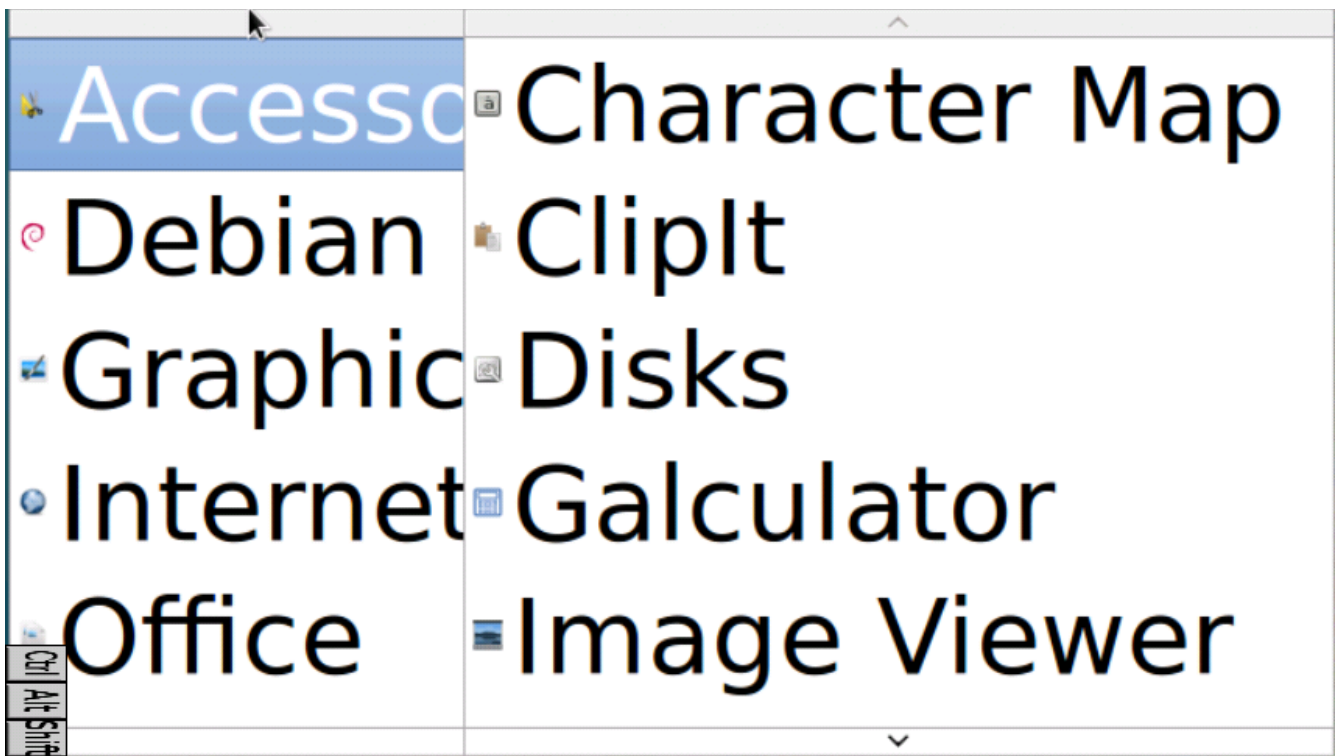 Accesso
Debian
Graphic
Internet
Office
Character Map
ClipIt
Disks
Galculator
Image Viewer
Ctrl
Alt
Shift